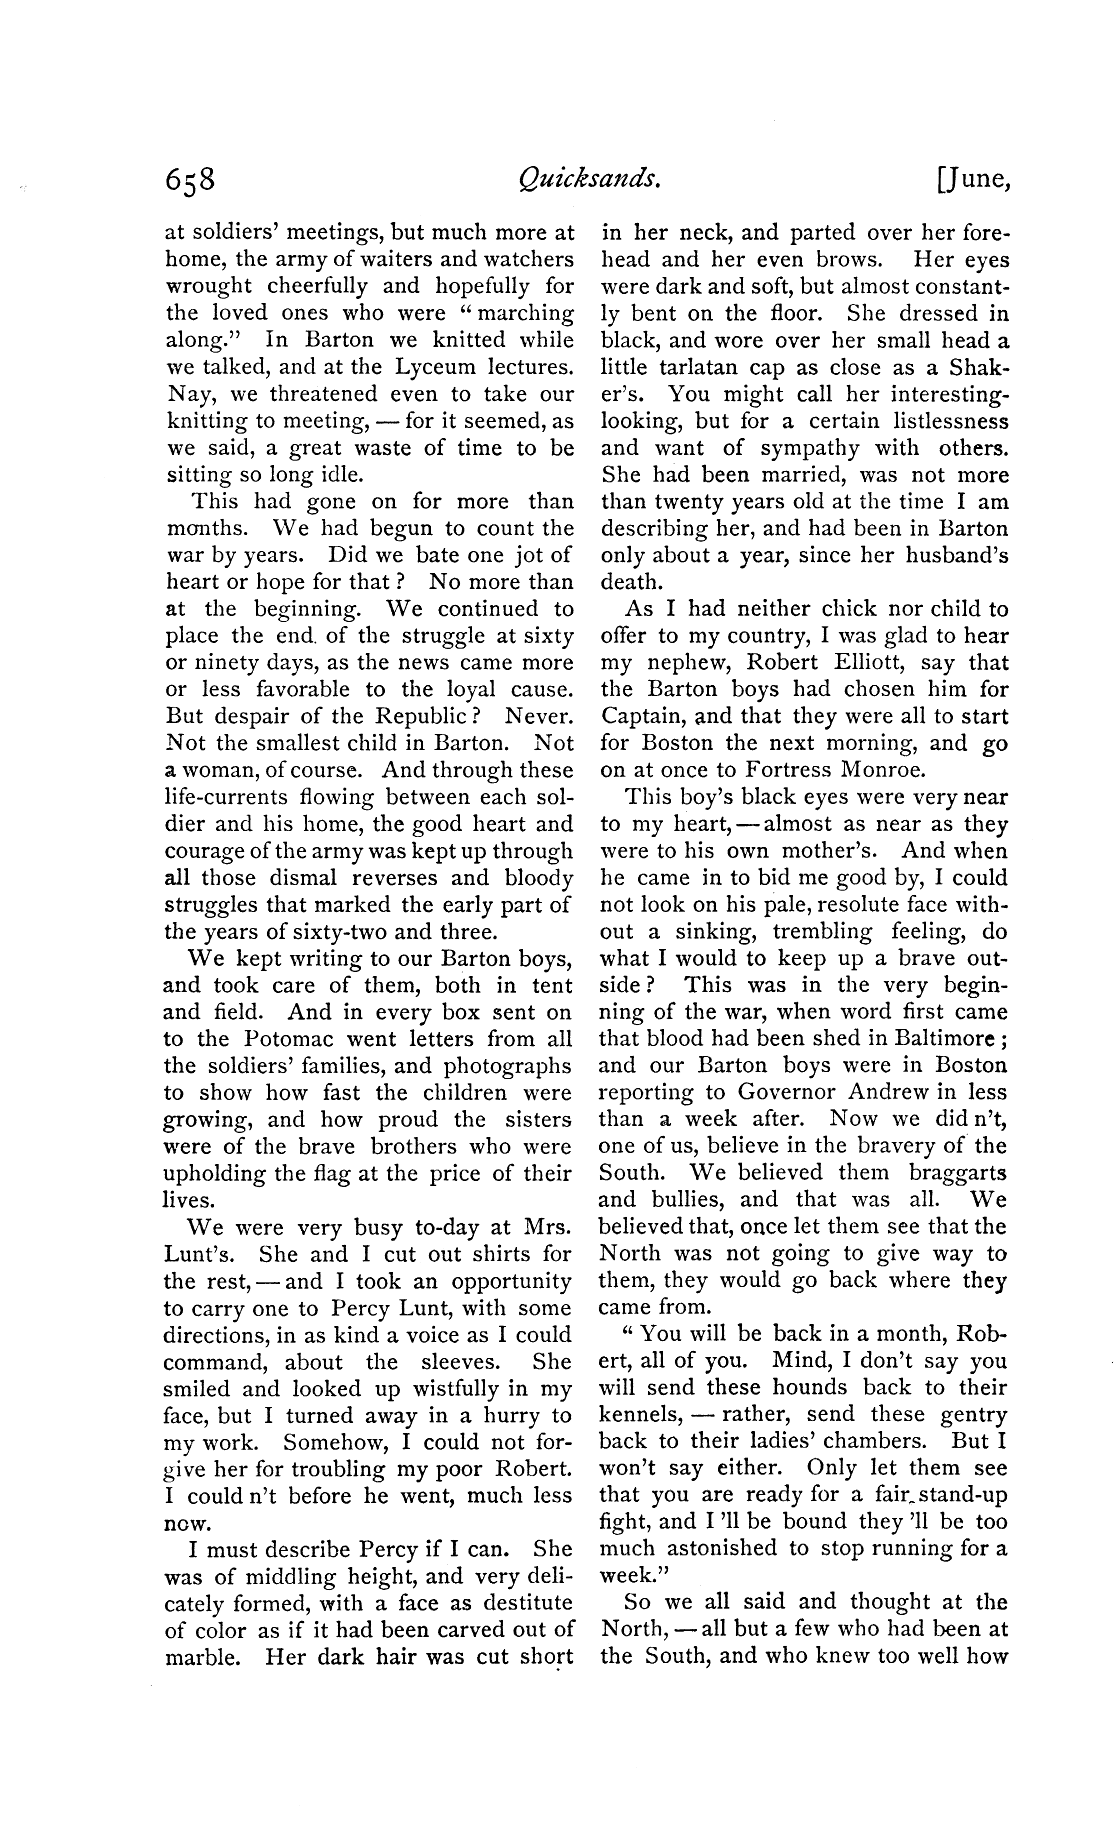 658 Quicksands. [June,
at soldiers' meetings, but much more at
home, the army of waiters and watchers
wrought cheerfully and hopefully for
the loved ones who were “ marching
along.” In Barton we knitted while
we talked, and at the Lyceum lectures.
Nay, we threatened even to take our
knitting to meeting, — for it seemed, as
we said, a great waste of time to be
sitting so long idle.
This had gone on for more than
months. We had begun to count the
war by years. Did we bate one jot of
heart or hope for that ? No more than
at the beginning. We continued to
place the end. of the struggle at sixty
or ninety days, as the news came more
or less favorable to the loyal cause.
But despair of the Republic ? Never.
Not the smallest child in Barton. Not
a woman, of course. And through these
life-currents flowing between each sol-
dier and his home, the good heart and
courage of the army was kept up through
all those dismal reverses and bloody
struggles that marked the early part of
the years of sixty-two and three.
We kept writing to our Barton boys,
and took care of them, both in tent
and field. And in every box sent on
to the Potomac went letters from all
the soldiers' families, and photographs
to show how fast the children were
growing, and how proud the sisters
were of the brave brothers who were
upholding the flag at the price of their
lives.
We were very busy to-day at Mrs.
Lunt's. She and I cut out shirts for
the rest, — and I took an opportunity
to carry one to Percy Lunt, with some
directions, in as kind a voice as I could
command, about the sleeves. She
smiled and looked up wistfully in my
face, but I turned away in a hurry to
my work. Somehow, I could not for-
give her for troubling my poor Robert.
I could n't before he went, much less
now.
I must describe Percy if I can. She
was of middling height, and very deli-
cately formed, with a face as destitute
of color as if it had been carved out of
marble. Her dark hair was cut short
in her neck, and parted over her fore-
head and her even brows. Her eyes
were dark and soft, but almost constant-
ly bent on the floor. She dressed in
black, and wore over her small head a
little tarlatan cap as close as a Shak-
er's. You might call her interesting-
looking, but for a certain listlessness
and want of sympathy with others.
She had been married, was not more
than twenty years old at the time I am
describing her, and had been in Barton
only about a year, since her husband's
death.
As I had neither chick nor child to
offer to my country, I was glad to hear
my nephew, Robert Elliott, say that
the Barton boys had chosen him for
Captain, and that they were all to start
for Boston the next morning, and go
on at once to Fortress Monroe.
This boy's black eyes were very near
to my heart, — almost as near as they
were to his own mother's. And when
he came in to bid me good by, I could
not look on his pale, resolute face with-
out a sinking, trembling feeling, do
what I would to keep up a brave out-
side ? This was in the very begin-
ning of the war, when word first came
that blood had been shed in Baltimore ;
and our Barton boys were in Boston
reporting to Governor Andrew in less
than a week after. Now we did n't,
one of us, believe in the bravery of the
South. We believed them braggarts
and bullies, and that was all. We
believed that, once let them see that the
North was not going to give way to
them, they would go back where they
came from.
“ You will be back in a month, Rob-
ert, all of you. Mind, I don't say you
will send these hounds back to their
kennels, — rather, send these gentry
back to their ladies' chambers. But I
won't say either. Only let them see
that you are ready for a fair stand-up
fight, and I 'll be bound they 'll be too
much astonished to stop running for a
week.”
So we all said and thought at the
North, — all but a few who had been at
the South, and who knew too well how